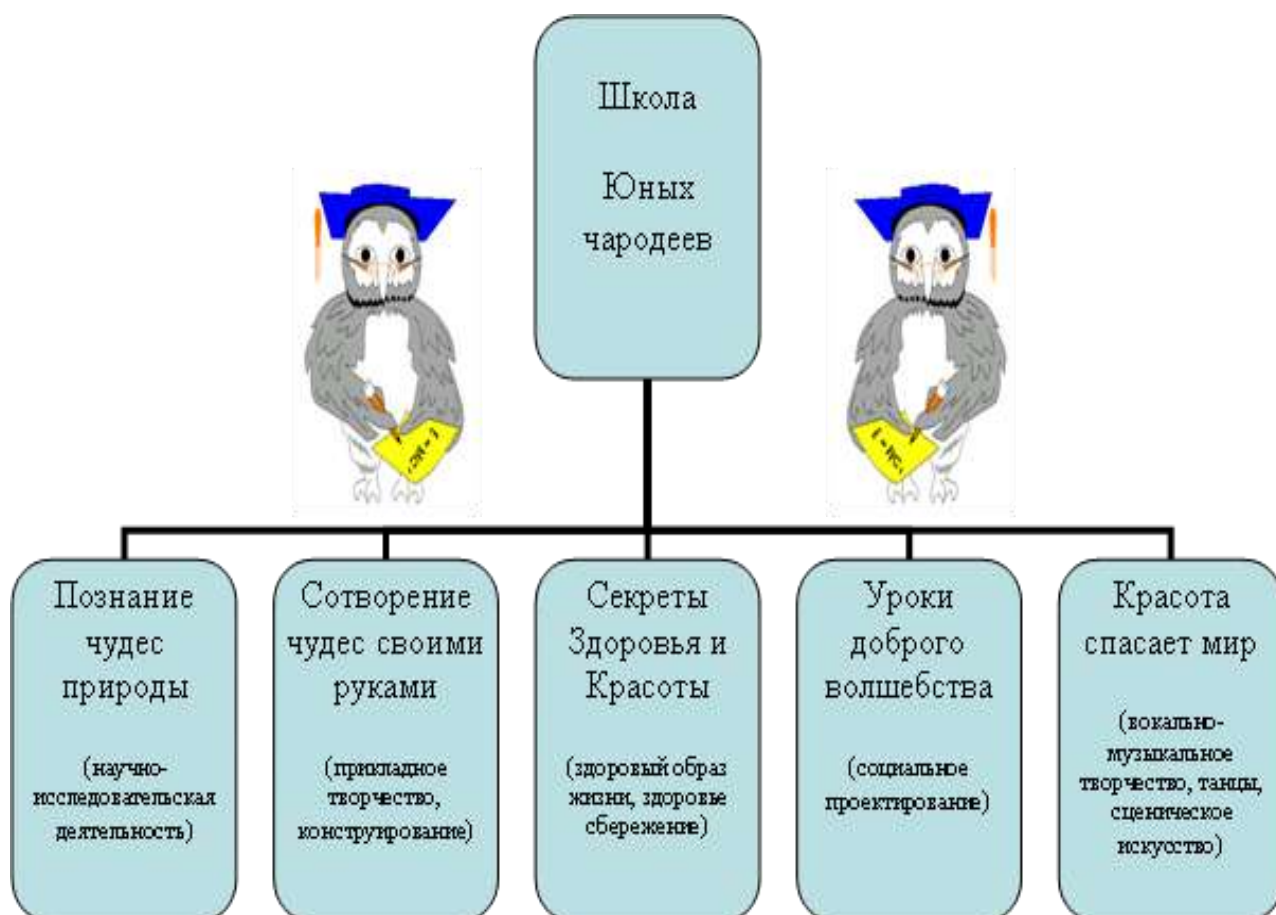 Школа
Юных
чародеев
Познание
чудес
природы
(научно-
исследовательская
деятельность)
Сотворение
чудес своими
руками
(прикладное
творчество,
конструирование)
Секреты
Здоровья и
Красоты
(здоровый образ
жизни, здоровье
сбережение)
Уроки
доброго
волшебства
(социальное
проектирование)
Красота
спасает мир
(вокально-
музыкальное
творчество, танцы,
сценическое
искусство)